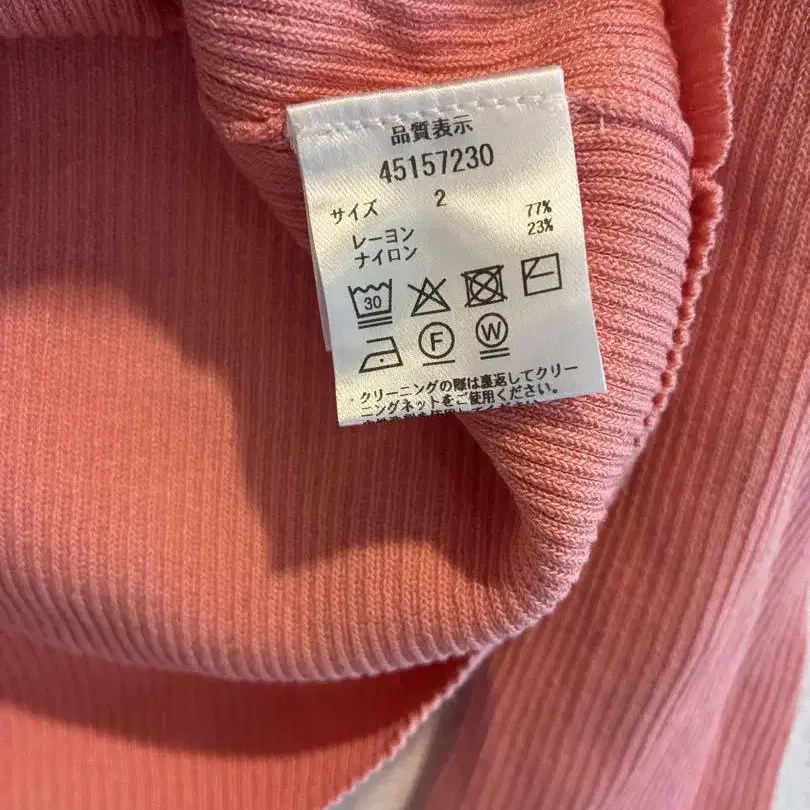 品質表示
45157230
サイズ 2
レーヨン 77%
ナイロン 23%
30
F W
・クリーニングの際は裏返してクリー
ニングネットをご使用ください。